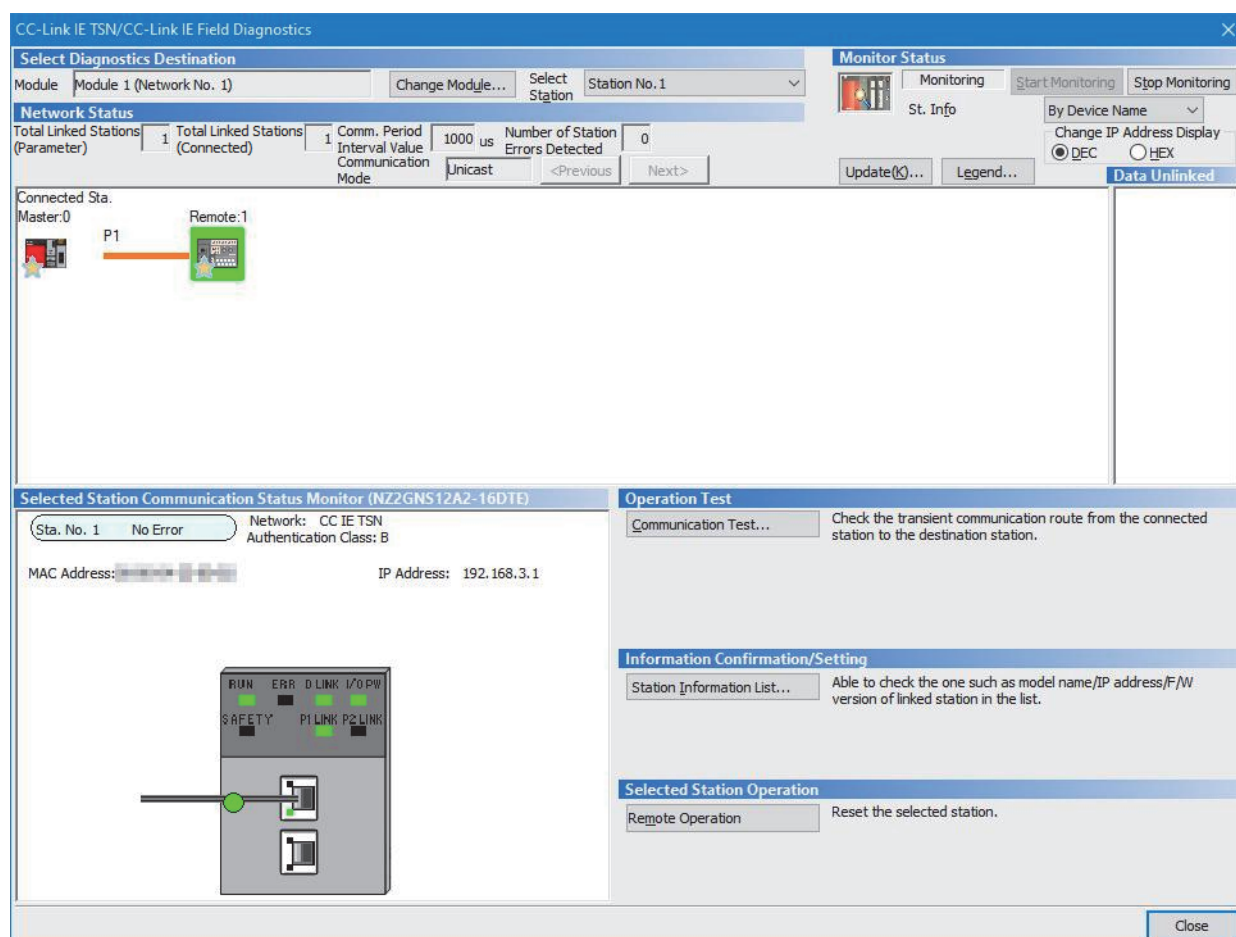 CC-Link IE TSN/CC-Link IE Field Diagnostics
Select Diagnostics Destination
Module Module 1 (Network No. 1) Change Module... Select Station Station No.1
Monitor Status
Monitoring Start Monitoring Stop Monitoring
St. Info By Device Name
Change IP Address Display
DEC HEX
Update(K)... Legend...
Network Status
Total Linked Stations (Parameter) 1 Total Linked Stations (Connected) 1 Comm. Period Interval Value 1000 us Number of Station Errors Detected 0
Communication Mode Unicast <Previous Next>
Data Unlinked
Connected Sta.
Master:0 Remote:1
P1
Selected Station Communication Status Monitor (NZ2GNS12A2-16DTE)
Sta. No. 1 No Error
Network: CC IE TSN
Authentication Class: B
MAC Address: IP Address: 192.168.3.1
RUN ERR D LINK I/O PW
SAFETY P1 LINK P2 LINK
Operation Test
Communication Test... Check the transient communication route from the connected
station to the destination station.
Information Confirmation/Setting
Station Information List... Able to check the one such as model name/IP address/F/W
version of linked station in the list.
Selected Station Operation
Remote Operation Reset the selected station.
Close